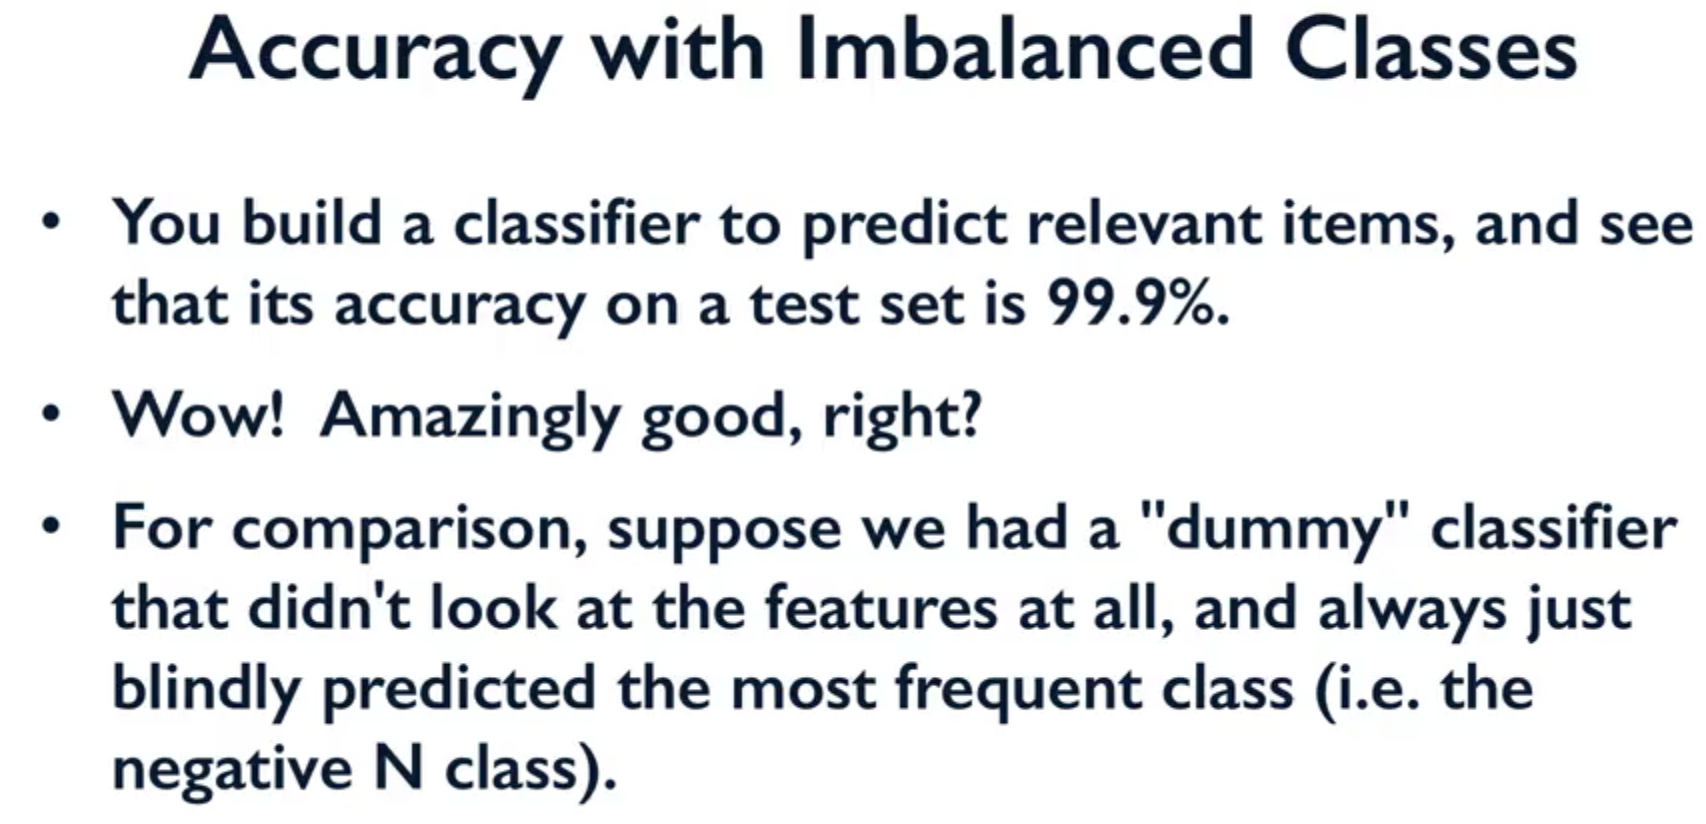 Accuracy with Imbalanced Classes
• You build a classifier to predict relevant items, and see
that its accuracy on a test set is 99.9%.
• Wow!  Amazingly good, right?
• For comparison, suppose we had a "dummy" classifier
that didn't look at the features at all, and always just
blindly predicted the most frequent class (i.e. the
negative N class).